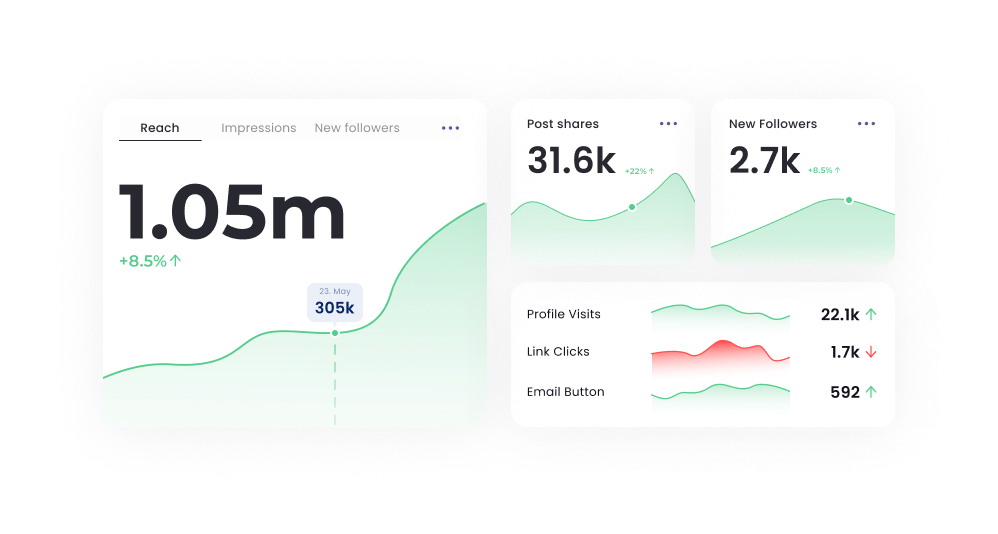 Reach Impressions New followers
1.05m
+8.5%↑
23. May
305k
Post shares
31.6k +22%↑
New Followers
2.7k +8.5%↑
Profile Visits 22.1k ↑
Link Clicks 1.7k ↓
Email Button 592 ↑